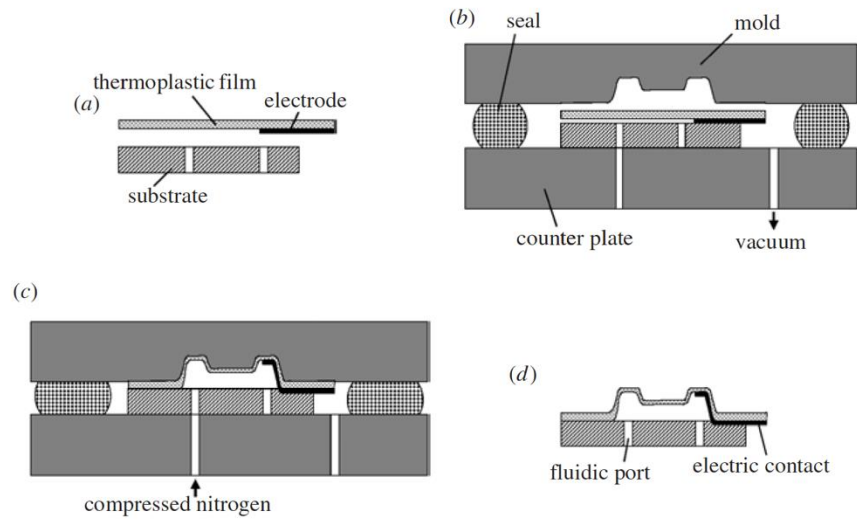 (a)
thermoplastic film
electrode
substrate
(b)
seal
mold
counter plate
vacuum
(c)
compressed nitrogen
(d)
fluidic port
electric contact